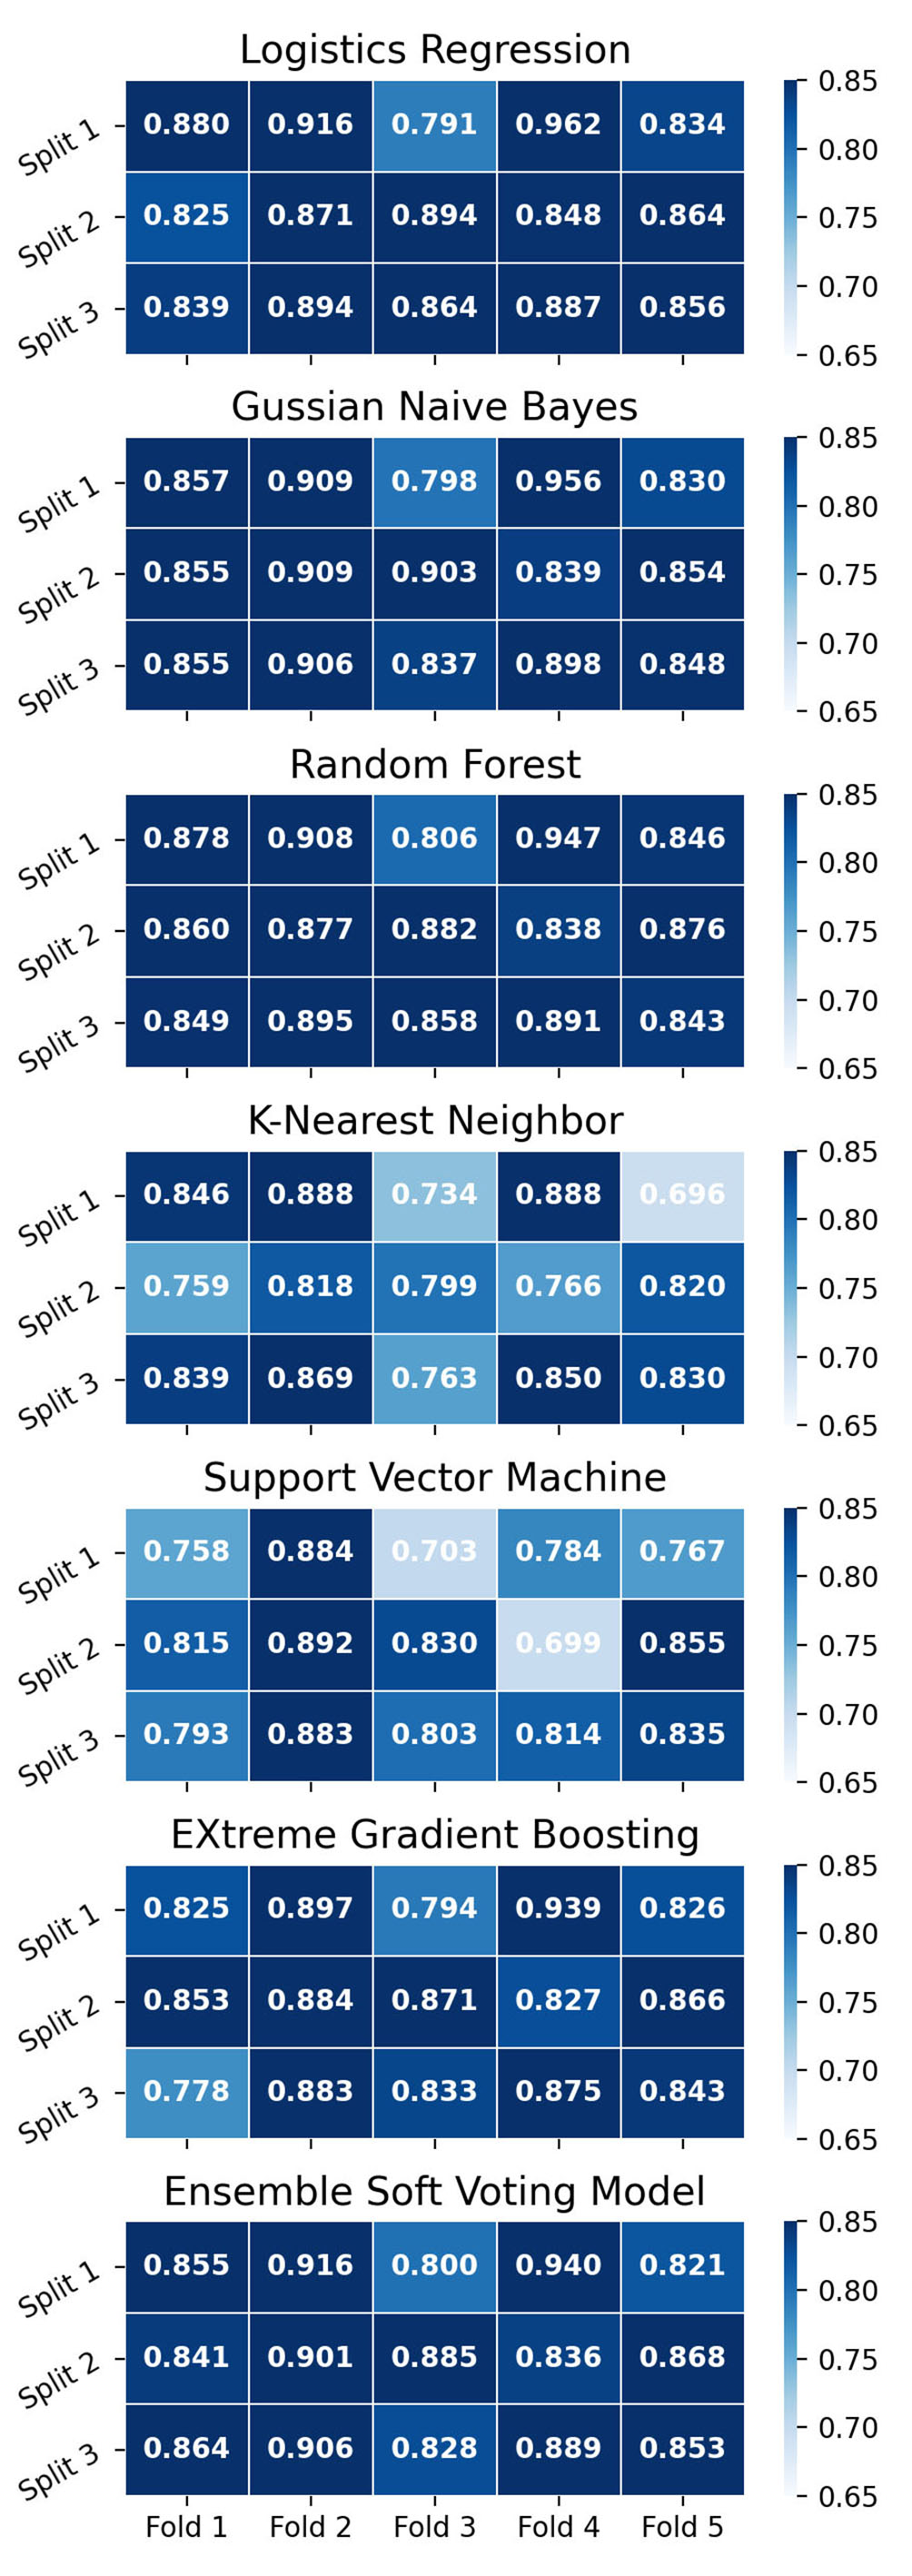 Logistics Regression
0.85
Split 1 0.880 0.916 0.791 0.962 0.834
0.80
Split 2 0.825 0.871 0.894 0.848 0.864
0.75
0.70
Split 3 0.839 0.894 0.864 0.887 0.856
0.65
Gussian Naive Bayes
0.85
Split 1 0.857 0.909 0.798 0.956 0.830
0.80
Split 2 0.855 0.909 0.903 0.839 0.854
0.75
0.70
Split 3 0.855 0.906 0.837 0.898 0.848
0.65
Random Forest
0.85
Split 1 0.878 0.908 0.806 0.947 0.846
0.80
Split 2 0.860 0.877 0.882 0.838 0.876
0.75
0.70
Split 3 0.849 0.895 0.858 0.891 0.843
0.65
K-Nearest Neighbor
0.85
Split 1 0.846 0.888 0.734 0.888 0.696
0.80
Split 2 0.759 0.818 0.799 0.766 0.820
0.75
0.70
Split 3 0.839 0.869 0.763 0.850 0.830
0.65
Support Vector Machine
0.85
Split 1 0.758 0.884 0.703 0.784 0.767
0.80
Split 2 0.815 0.892 0.830 0.699 0.855
0.75
0.70
Split 3 0.793 0.883 0.803 0.814 0.835
0.65
EXtreme Gradient Boosting
0.85
Split 1 0.825 0.897 0.794 0.939 0.826
0.80
Split 2 0.853 0.884 0.871 0.827 0.866
0.75
0.70
Split 3 0.778 0.883 0.833 0.875 0.843
0.65
Ensemble Soft Voting Model
0.85
Split 1 0.855 0.916 0.800 0.940 0.821
0.80
Split 2 0.841 0.901 0.885 0.836 0.868
0.75
0.70
Split 3 0.864 0.906 0.828 0.889 0.853
0.65
Fold 1 Fold 2 Fold 3 Fold 4 Fold 5